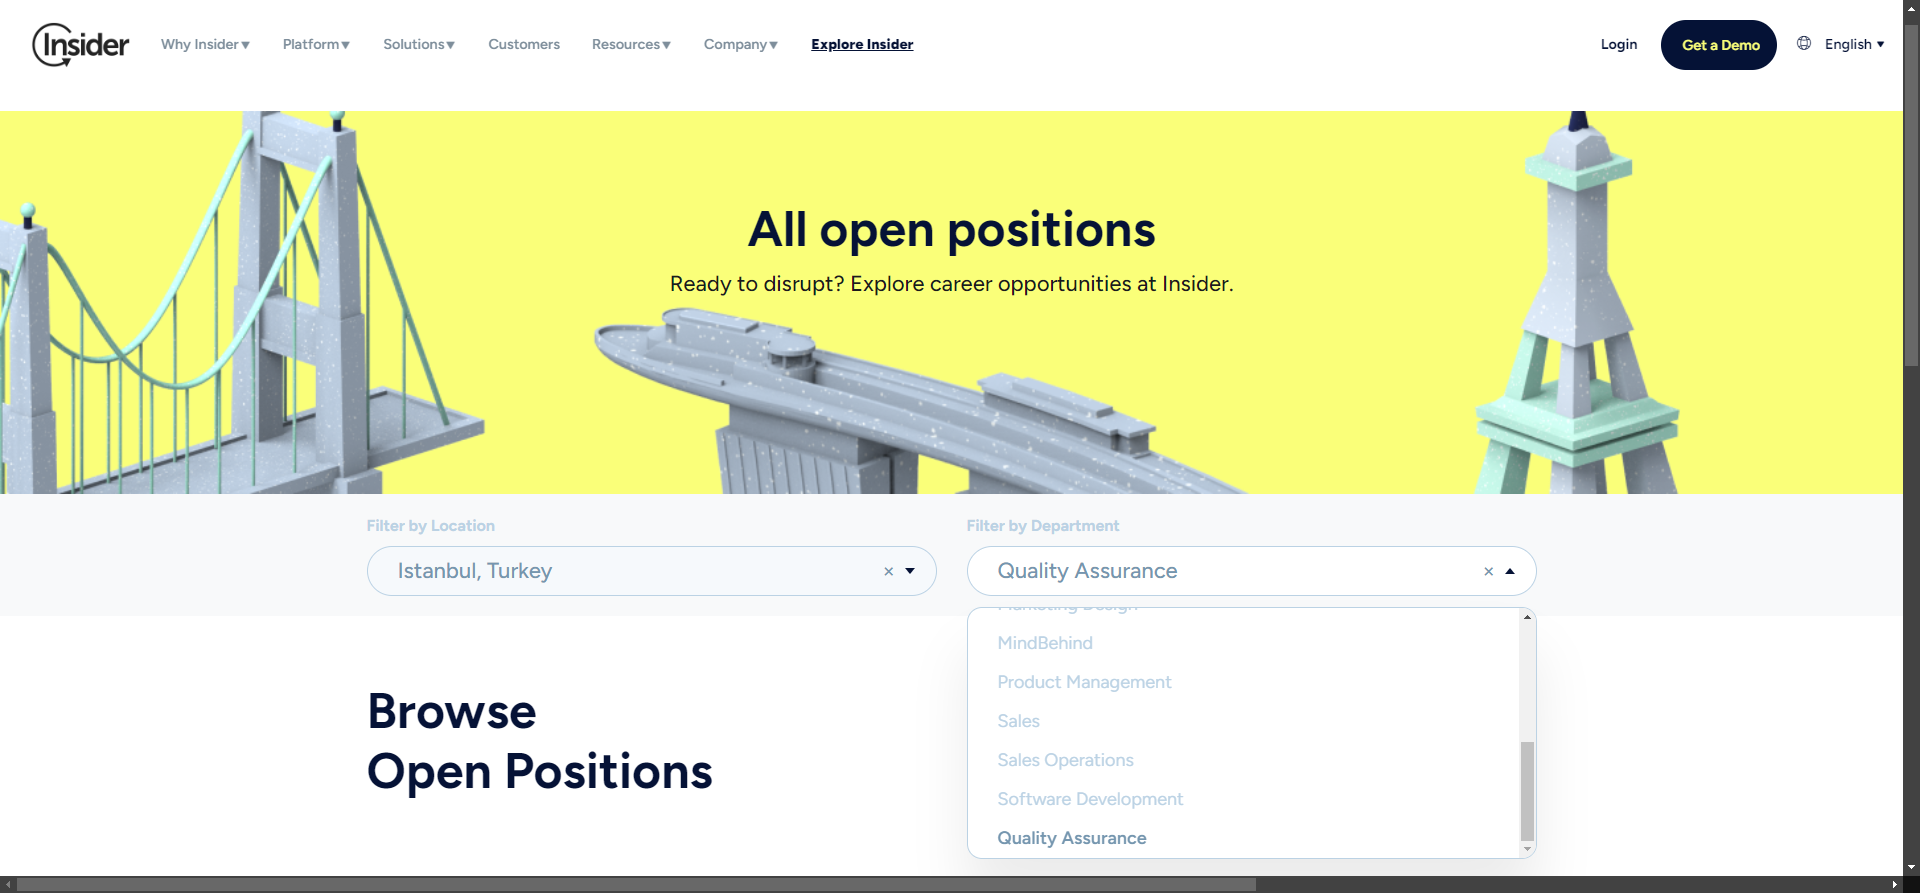 Insider
Why Insider▼ Platform▼ Solutions▼ Customers Resources▼ Company▼ Explore Insider Login Get a Demo English ▾
All open positions
Ready to disrupt? Explore career opportunities at Insider.
Filter by Location
Istanbul, Turkey ×
Filter by Department
Quality Assurance ×
Marketing Design
MindBehind
Product Management
Sales
Sales Operations
Software Development
Quality Assurance
Browse
Open Positions